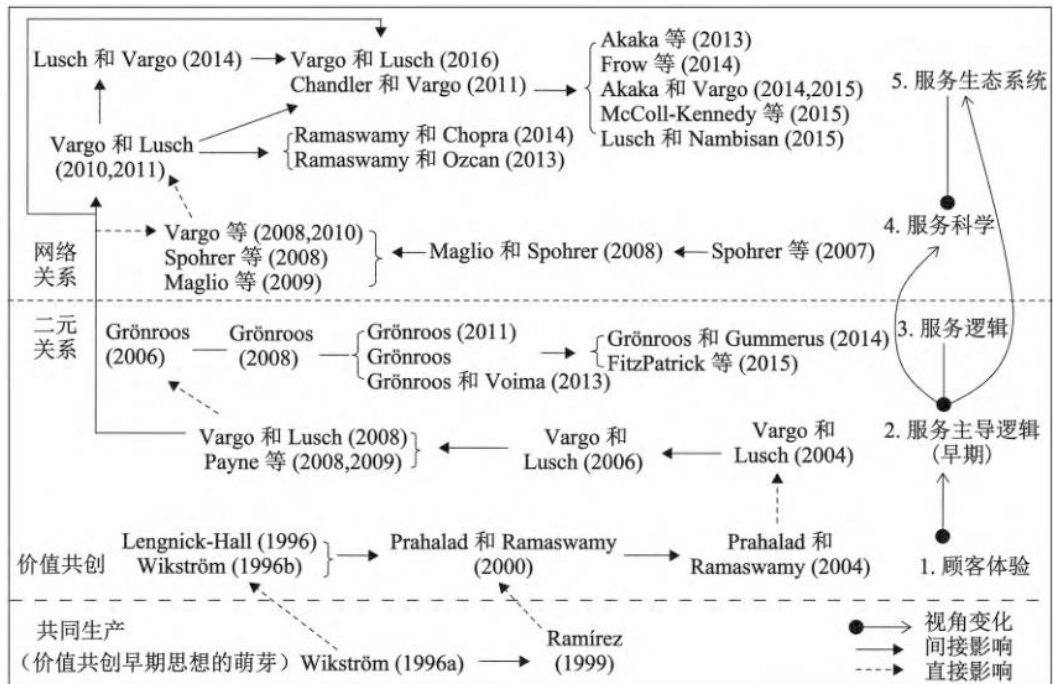 Lusch 和 Vargo (2014)
Vargo 和 Lusch (2016)
Chandler 和 Vargo (2011)
Akaka 等 (2013)
Frow 等 (2014)
Akaka 和 Vargo (2014,2015)
McColl-Kennedy 等 (2015)
Lusch 和 Nambisan (2015)
5. 服务生态系统
Vargo 和 Lusch
(2010,2011)
Ramaswamy 和 Chopra (2014)
Ramaswamy 和 Ozcan (2013)
网络
关系
Vargo 等 (2008,2010)
Spohrer 等 (2008)
Maglio 等 (2009)
Maglio 和 Spohrer (2008)
Spohrer 等 (2007)
4. 服务科学
二元
关系
Grönroos
(2006)
Grönroos
(2008)
Grönroos (2011)
Grönroos
Grönroos 和 Voima (2013)
Grönroos 和 Gummerus (2014)
FitzPatrick 等 (2015)
3. 服务逻辑
Vargo 和 Lusch (2008)
Payne 等 (2008,2009)
Vargo 和
Lusch (2006)
Vargo 和
Lusch (2004)
2. 服务主导逻辑
(早期)
价值共创
Lengnick-Hall (1996)
Wikström (1996b)
Prahalad 和 Ramaswamy
(2000)
Prahalad 和
Ramaswamy (2004)
1. 顾客体验
共同生产
（价值共创早期思想的萌芽）
Wikström (1996a)
Ramírez
(1999)
视角变化
间接影响
直接影响